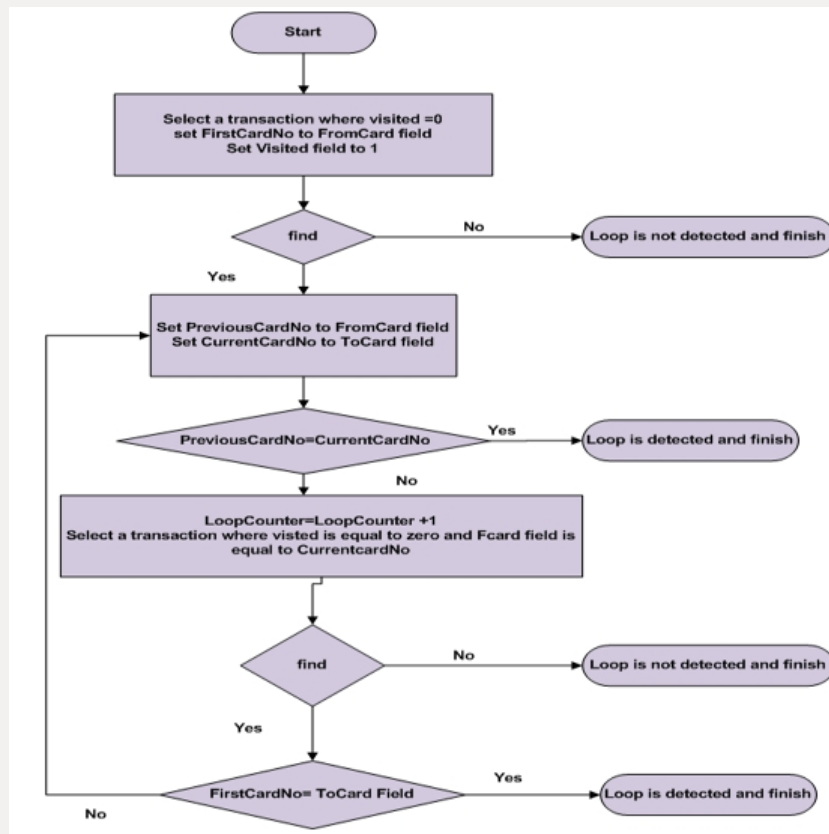 Start
Select a transaction where visited =0
set FirstCardNo to FromCard field
Set Visited field to 1
find
No
Loop is not detected and finish
Yes
Set PreviousCardNo to FromCard field
Set CurrentCardNo to ToCard field
PreviousCardNo=CurrentCardNo
Yes
Loop is detected and finish
No
LoopCounter=LoopCounter +1
Select a transaction where visted is equal to zero and Fcard field is
equal to CurrentcardNo
find
No
Loop is not detected and finish
Yes
FirstCardNo= ToCard Field
Yes
Loop is detected and finish
No